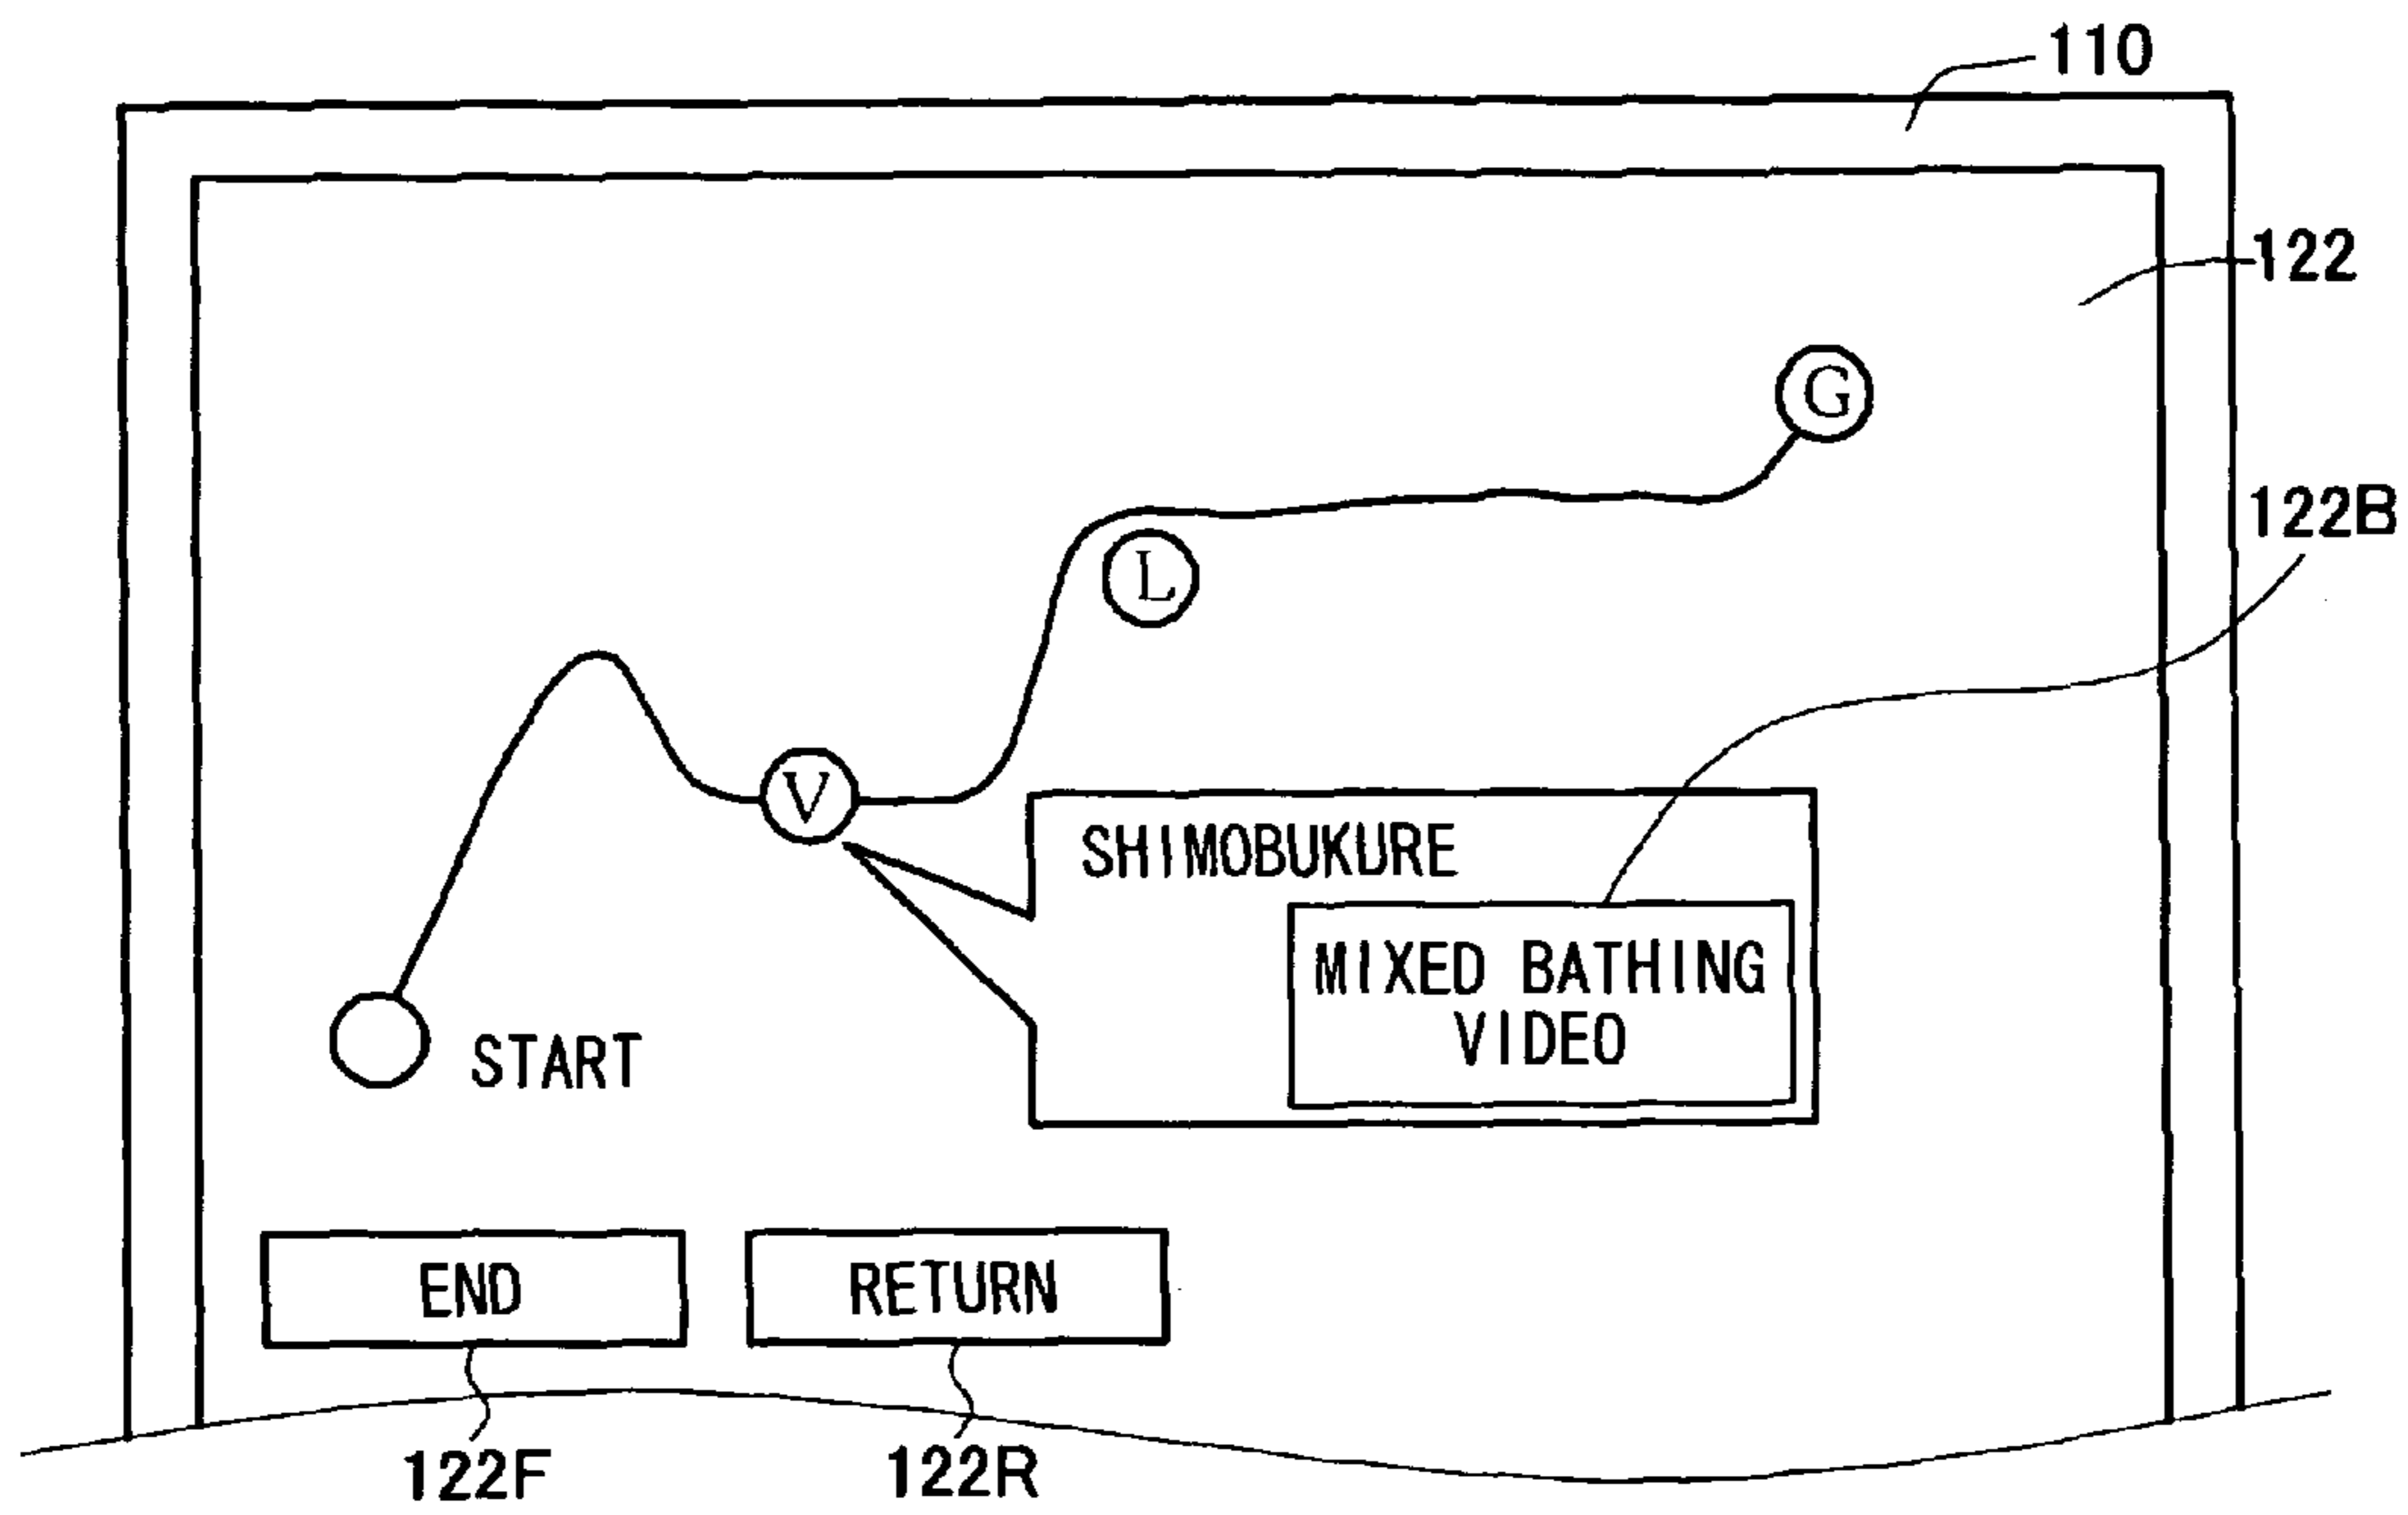 110
122
G
122B
L
V
SHIMOBUKURE
MIXED BATHING
VIDEO
START
END
RETURN
122F
122R